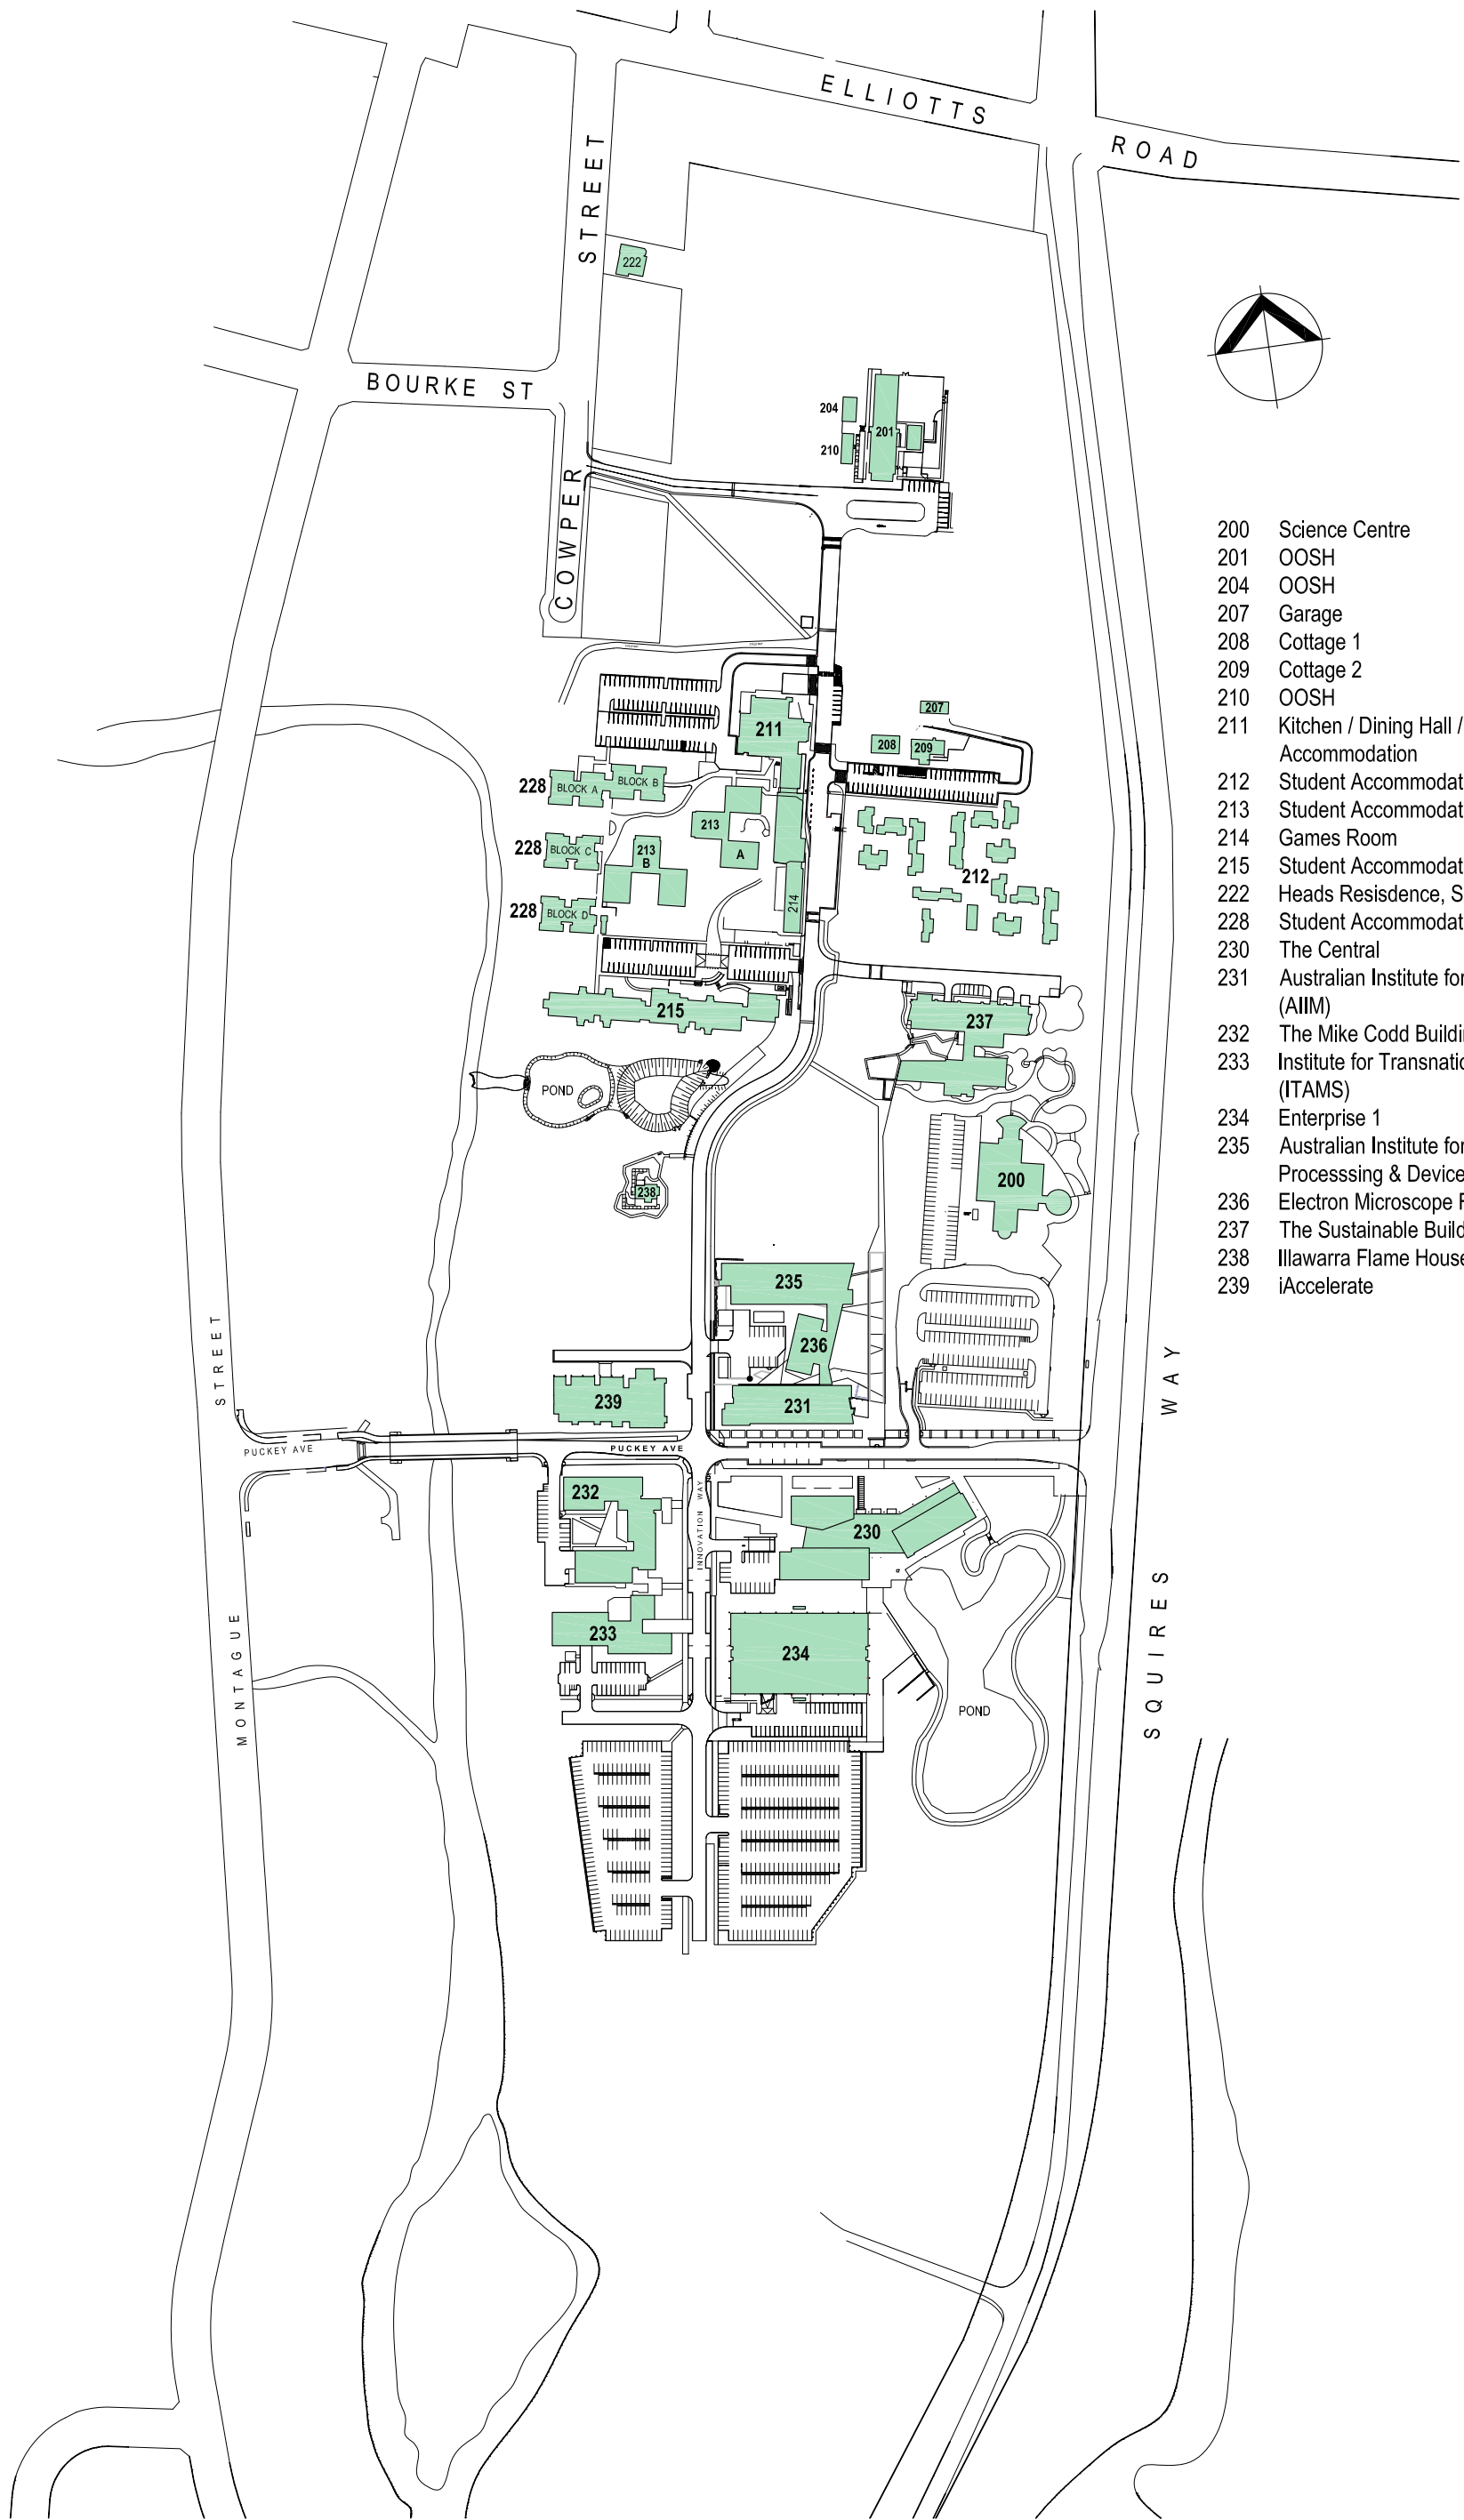 ELLIOTTS
ROAD
STREET
222
BOURKE ST
204
201
210
COWPER
200 Science Centre
201 OOSH
204 OOSH
207 Garage
208 Cottage 1
209 Cottage 2
210 OOSH
211 Kitchen / Dining Hall /
Accommodation
212 Student Accommodat
213 Student Accommodat
214 Games Room
215 Student Accommodat
222 Heads Resisdence, S
228 Student Accommodat
230 The Central
231 Australian Institute for
(AIIM)
232 The Mike Codd Buildi
233 Institute for Transnatio
(ITAMS)
234 Enterprise 1
235 Australian Institute for
Processsing & Device
236 Electron Microscope F
237 The Sustainable Build
238 Illawarra Flame House
239 iAccelerate
207
211
208
209
228
BLOCK A
BLOCK B
213
228
BLOCK C
213
B
A
212
228
BLOCK D
214
215
237
POND
200
238
235
236
STREET
WAY
239
231
PUCKEY AVE
PUCKEY AVE
232
INNOVATION WAY
230
SQUIRES
MONTAGUE
233
234
POND